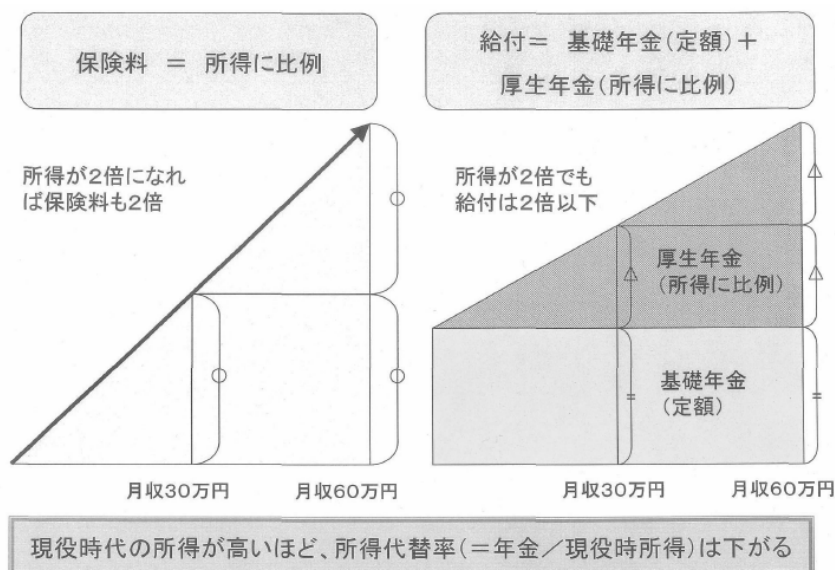 保険料 = 所得に比例
給付= 基礎年金(定額)+
厚生年金(所得に比例)
所得が2倍になれ
ば保険料も2倍
所得が2倍でも
給付は2倍以下
厚生年金
(所得に比例)
基礎年金
(定額)
月収30万円
月収60万円
月収30万円
月収60万円
現役時代の所得が高いほど、所得代替率(=年金/現役時所得)は下がる